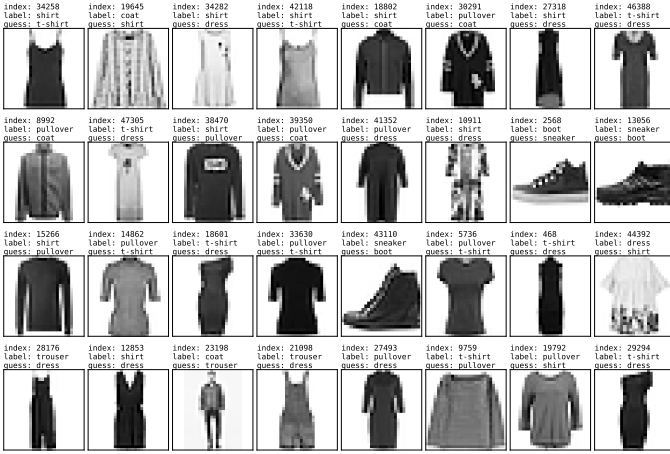 index: 34258
label: shirt
guess: t-shirt
index: 19645
label: coat
guess: shirt
index: 34282
label: shirt
guess: dress
index: 42118
label: shirt
guess: t-shirt
index: 18802
label: shirt
guess: coat
index: 30291
label: pullover
guess: coat
index: 27318
label: shirt
guess: dress
index: 46388
label: t-shirt
guess: dress
index: 8992
label: pullover
guess: coat
index: 47305
label: t-shirt
guess: dress
index: 38470
label: shirt
guess: pullover
index: 39350
label: pullover
guess: coat
index: 41352
label: pullover
guess: dress
index: 10911
label: shirt
guess: dress
index: 2568
label: boot
guess: sneaker
index: 13056
label: sneaker
guess: boot
index: 15266
label: shirt
guess: pullover
index: 14862
label: pullover
guess: t-shirt
index: 18601
label: t-shirt
guess: dress
index: 33630
label: pullover
guess: t-shirt
index: 43110
label: sneaker
guess: boot
index: 5736
label: pullover
guess: t-shirt
index: 468
label: t-shirt
guess: dress
index: 44392
label: dress
guess: shirt
index: 28176
label: trouser
guess: dress
index: 12853
label: shirt
guess: dress
index: 23198
label: coat
guess: trouser
index: 21098
label: trouser
guess: dress
index: 27493
label: pullover
guess: dress
index: 9759
label: t-shirt
guess: pullover
index: 19792
label: pullover
guess: shirt
index: 29294
label: t-shirt
guess: dress